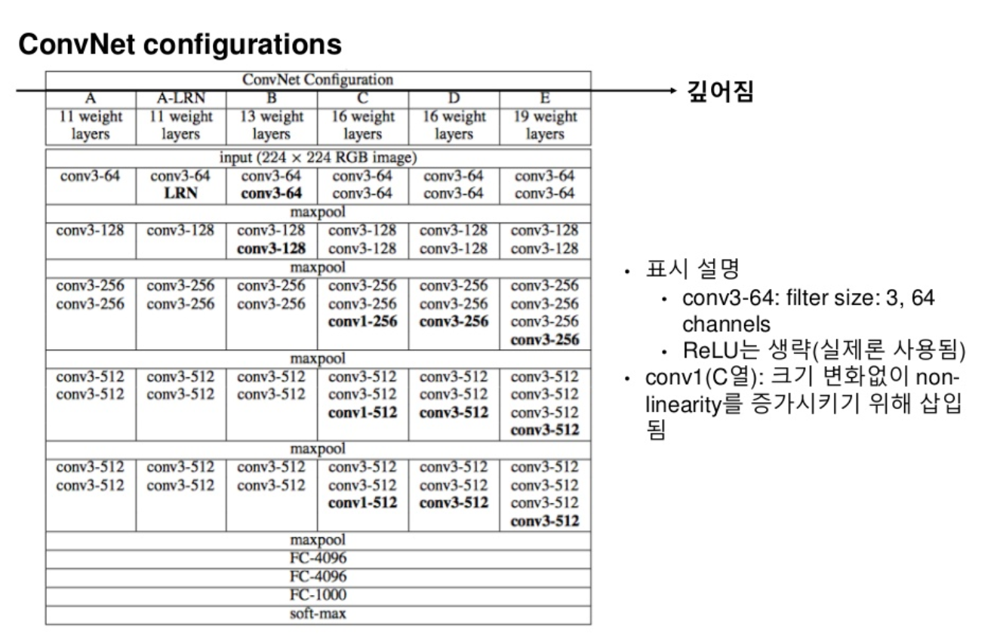 ConvNet configurations
ConvNet Configuration
깊어짐
A A-LRN B C D E
11 weight 11 weight 13 weight 16 weight 16 weight 19 weight
layers layers layers layers layers layers
input (224 × 224 RGB image)
conv3-64 conv3-64 conv3-64 conv3-64 conv3-64 conv3-64
LRN conv3-64 conv3-64 conv3-64 conv3-64
maxpool
conv3-128 conv3-128 conv3-128 conv3-128 conv3-128 conv3-128
conv3-128 conv3-128 conv3-128 conv3-128
maxpool
conv3-256 conv3-256 conv3-256 conv3-256 conv3-256 conv3-256
conv3-256 conv3-256 conv3-256 conv3-256 conv3-256 conv3-256
conv1-256 conv3-256 conv3-256
conv3-256
maxpool
conv3-512 conv3-512 conv3-512 conv3-512 conv3-512 conv3-512
conv3-512 conv3-512 conv3-512 conv3-512 conv3-512 conv3-512
conv1-512 conv3-512 conv3-512
conv3-512
maxpool
conv3-512 conv3-512 conv3-512 conv3-512 conv3-512 conv3-512
conv3-512 conv3-512 conv3-512 conv3-512 conv3-512 conv3-512
conv1-512 conv3-512 conv3-512
conv3-512
maxpool
FC-4096
FC-4096
FC-1000
soft-max
• 표시 설명
• conv3-64: filter size: 3, 64
channels
• ReLU는 생략(실제론 사용됨)
• conv1(C열): 크기 변화없이 non-
linearity를 증가시키기 위해 삽입
됨